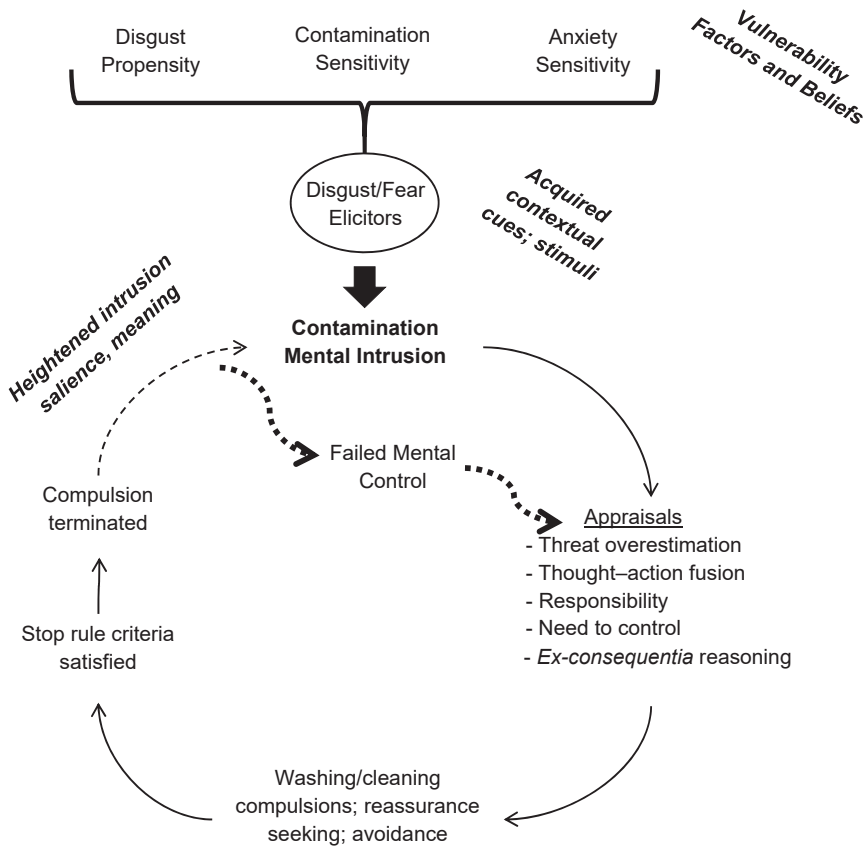 Disgust
Propensity
Contamination
Sensitivity
Anxiety
Sensitivity
Vulnerability
Factors and Beliefs
Disgust/Fear
Elicitors
Acquired
contextual
cues; stimuli
Heightened intrusion
salience, meaning
Contamination
Mental Intrusion
Failed Mental
Control
Compulsion
terminated
Appraisals
- Threat overestimation
- Thought–action fusion
- Responsibility
- Need to control
- Ex-consequentia reasoning
Stop rule criteria
satisfied
Washing/cleaning
compulsions; reassurance
seeking; avoidance